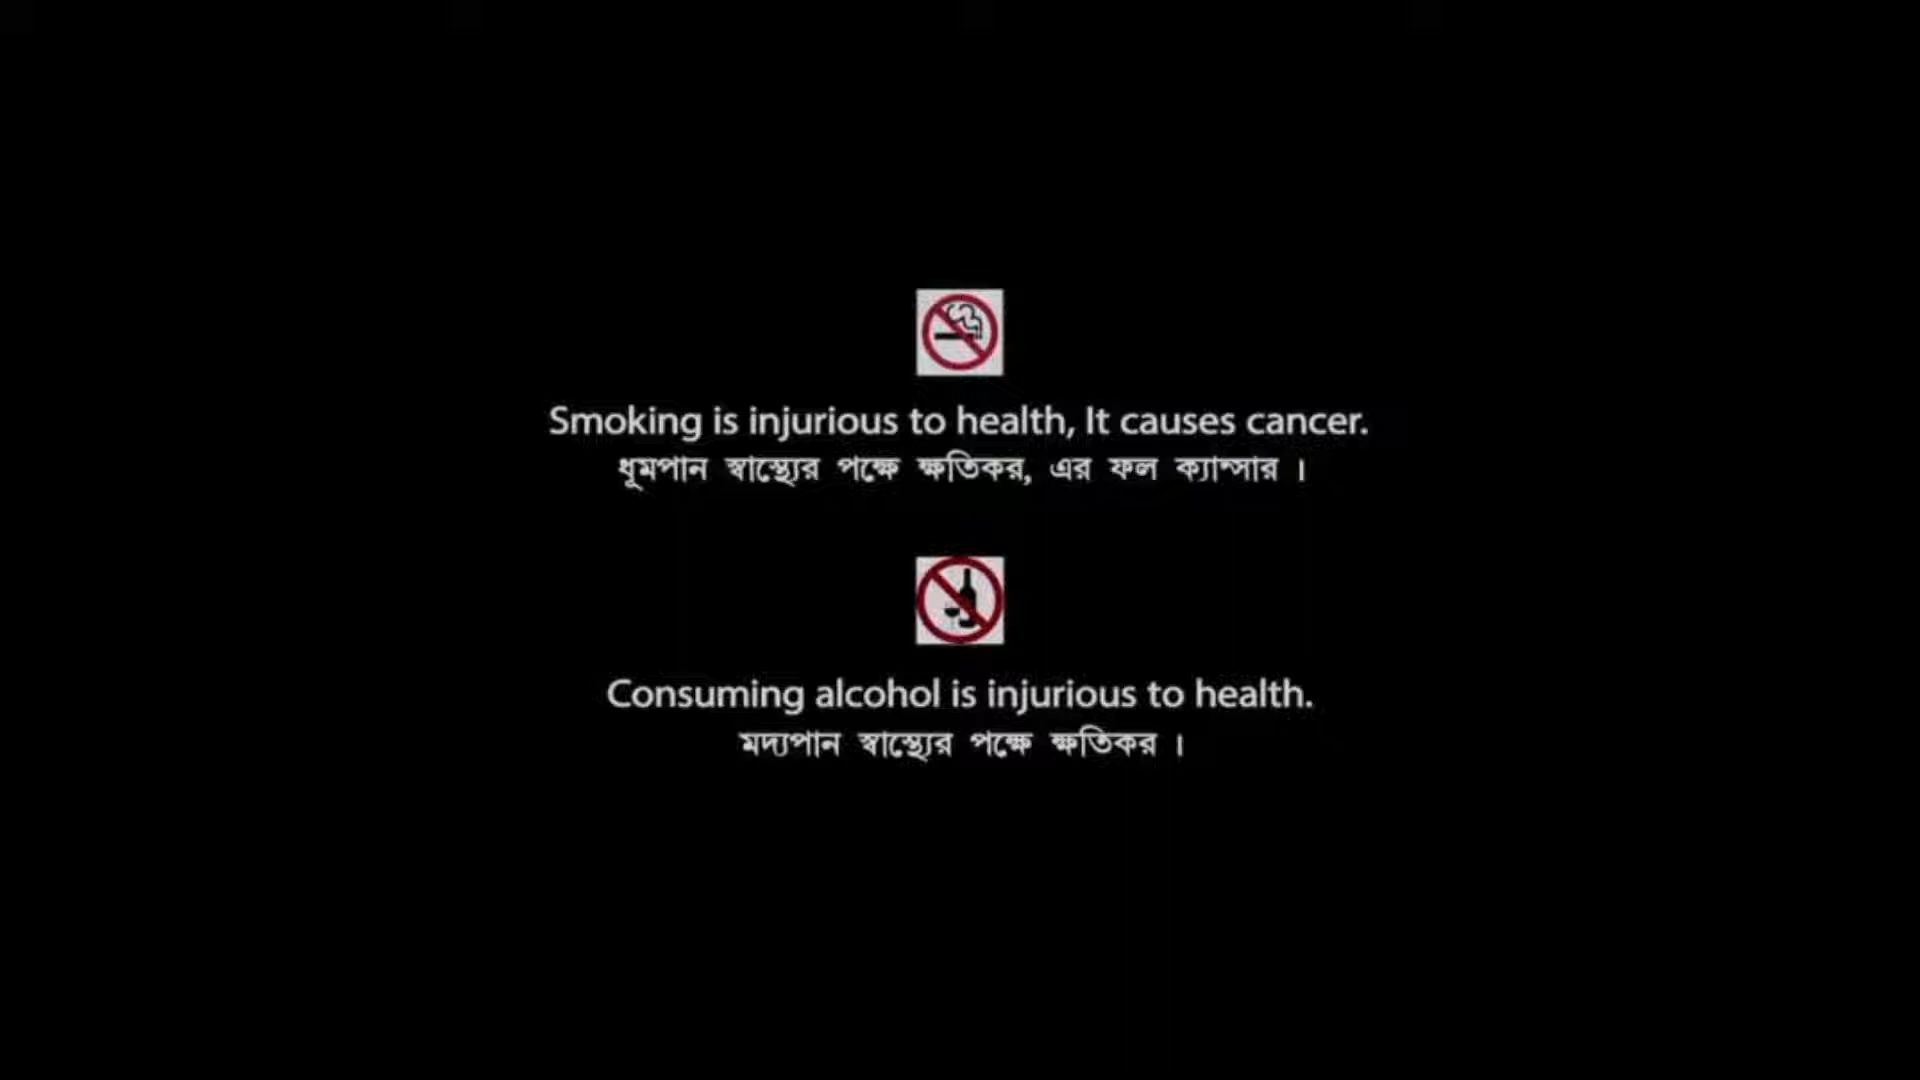 Smoking is injurious to health, It causes cancer.
ধূমপান স্বাস্থ্যের পক্ষে ক্ষতিকর, এর ফল ক্যান্সার ।
Consuming alcohol is injurious to health.
মদ্যপান স্বাস্থ্যের পক্ষে ক্ষতিকর ।